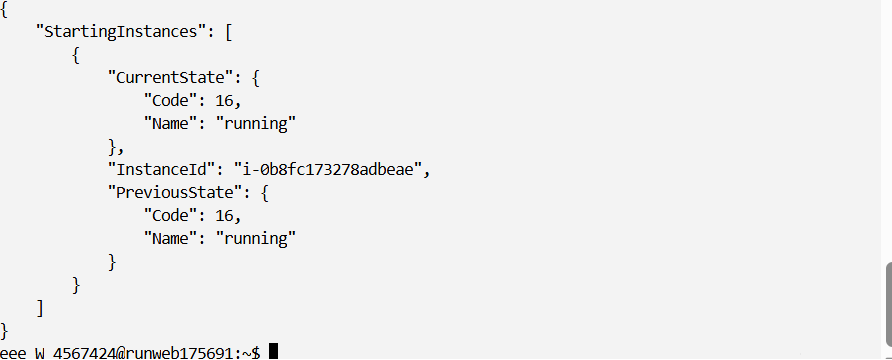 {
    "StartingInstances": [
        {
            "CurrentState": {
                "Code": 16,
                "Name": "running"
            },
            "InstanceId": "i-0b8fc173278adbeae",
            "PreviousState": {
                "Code": 16,
                "Name": "running"
            }
        }
    ]
}
eee_W_4567424@runweb175691:~$